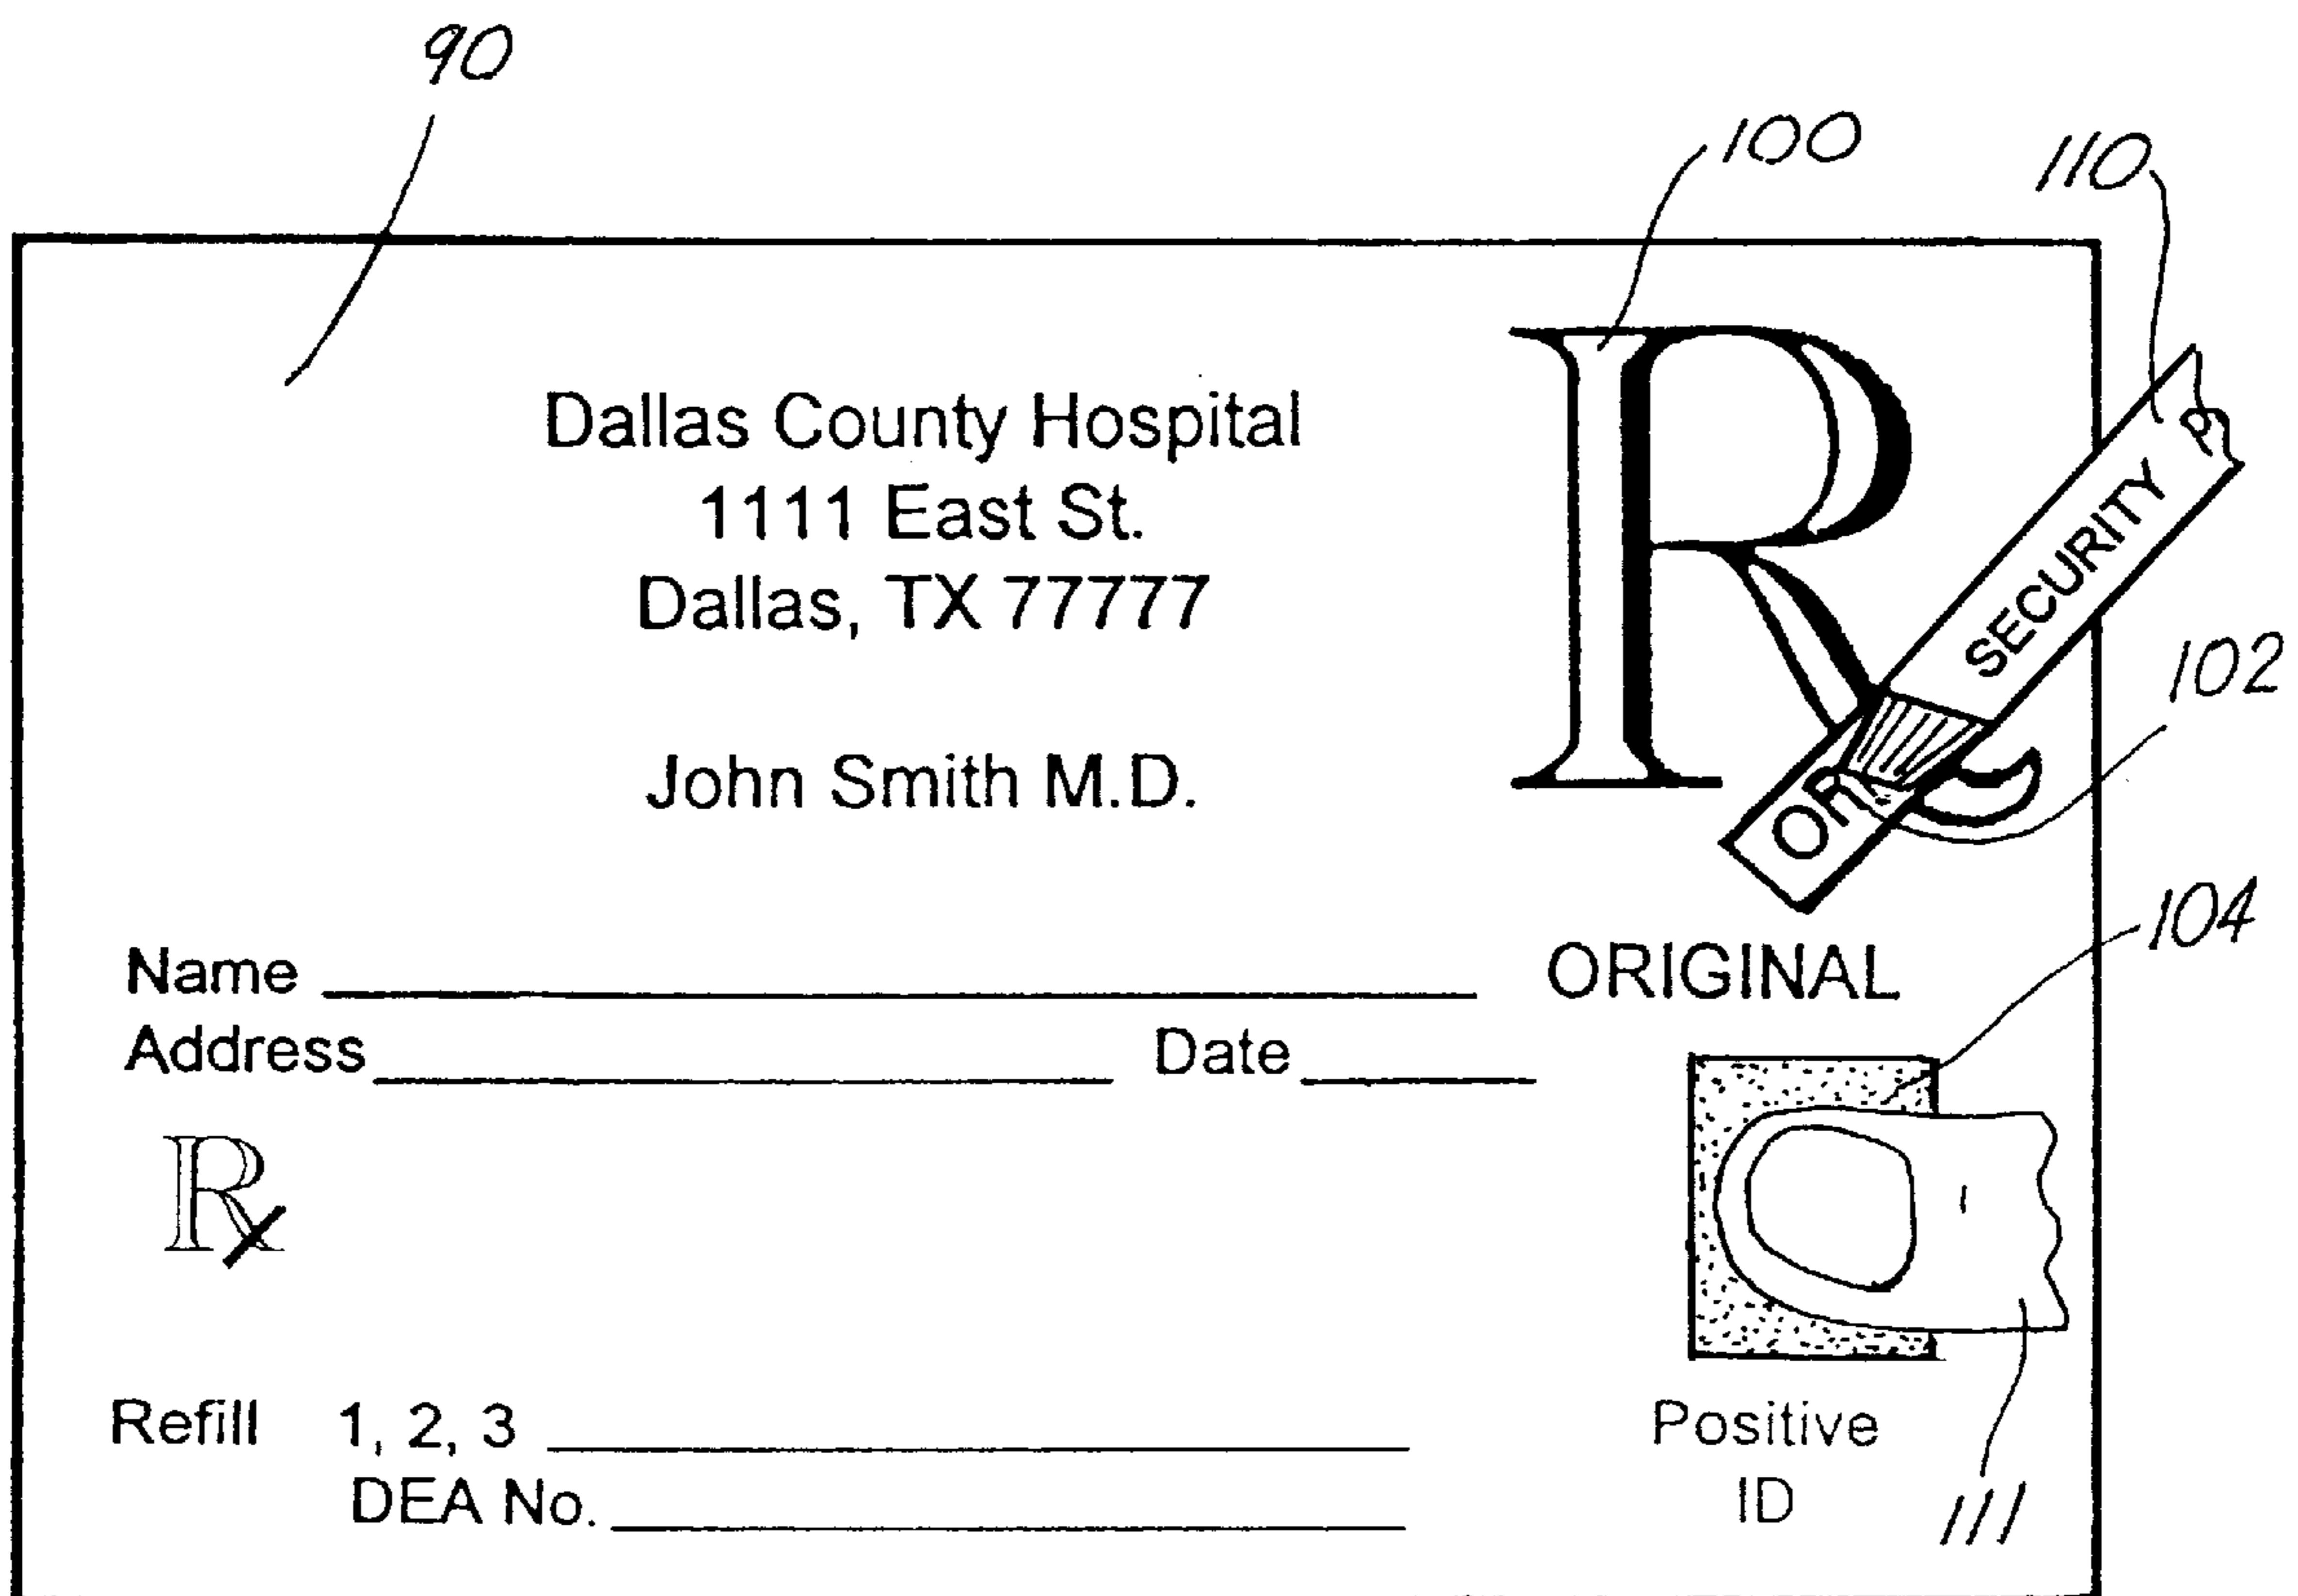 90
100
110
Dallas County Hospital
1111 East St.
Dallas, TX 77777
SECURITY P
102
John Smith M.D.
OR
104
Name ORIGINAL
Address Date
Rx
Refill 1, 2, 3
Positive
ID
DEA No.
111